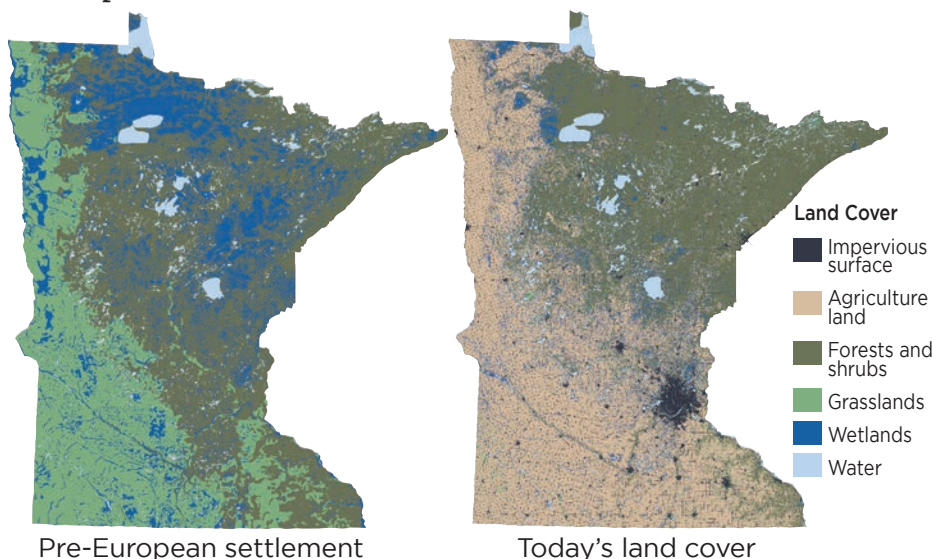 Land Cover
Impervious
surface
Agriculture
land
Forests and
shrubs
Grasslands
Wetlands
Water
Pre-European settlement
Today's land cover